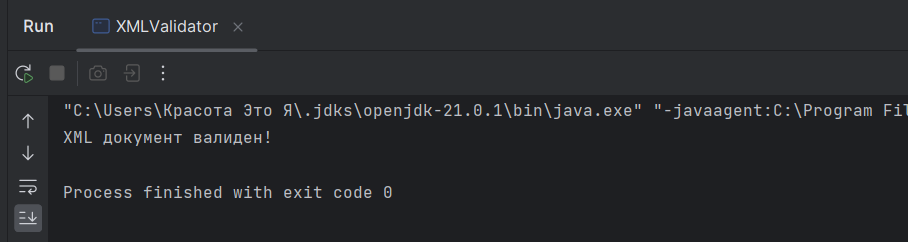 Run XMLValidator
"C:\Users\Красота Это Я\.jdks\openjdk-21.0.1\bin\java.exe" "-javaagent:C:\Program Fil
XML документ валиден!
Process finished with exit code 0